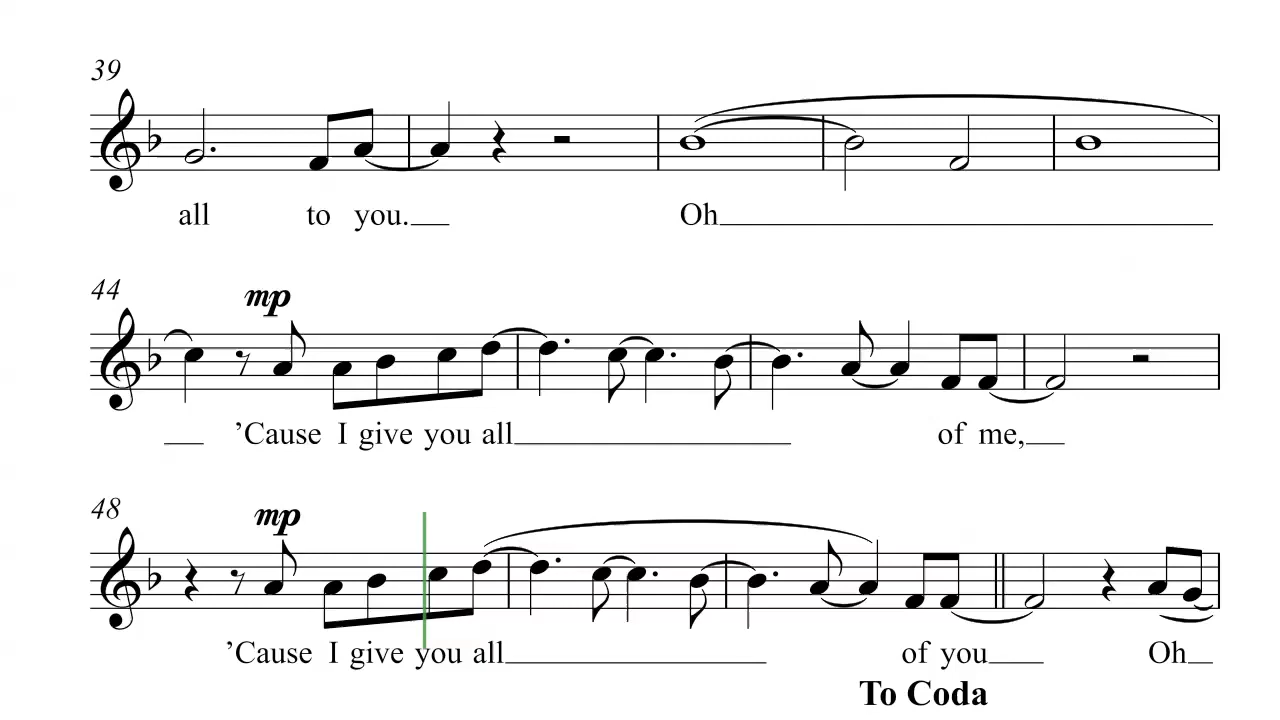 39
all to you.
Oh
44
mp
’Cause I give you all
of me,
48
mp
’Cause I give you all
of you
Oh
To Coda